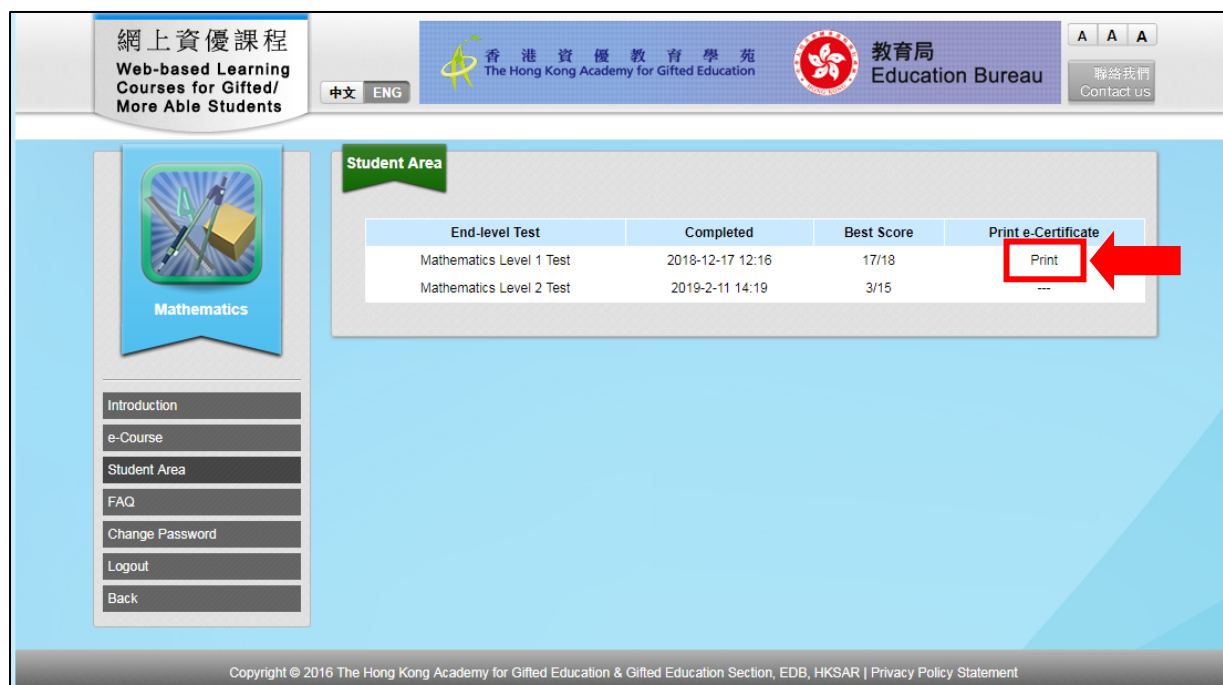 網上資優課程
Web-based Learning
Courses for Gifted/
More Able Students
中文 ENG
香港資優教育學苑
The Hong Kong Academy for Gifted Education
教育局
Education Bureau
A A A
聯絡我們
Contact us
Mathematics
Introduction
e-Course
Student Area
FAQ
Change Password
Logout
Back
Student Area
End-level Test Completed Best Score Print e-Certificate
Mathematics Level 1 Test 2018-12-17 12:16 17/18 Print
Mathematics Level 2 Test 2019-2-11 14:19 3/15 ---
Copyright © 2016 The Hong Kong Academy for Gifted Education & Gifted Education Section, EDB, HKSAR | Privacy Policy Statement